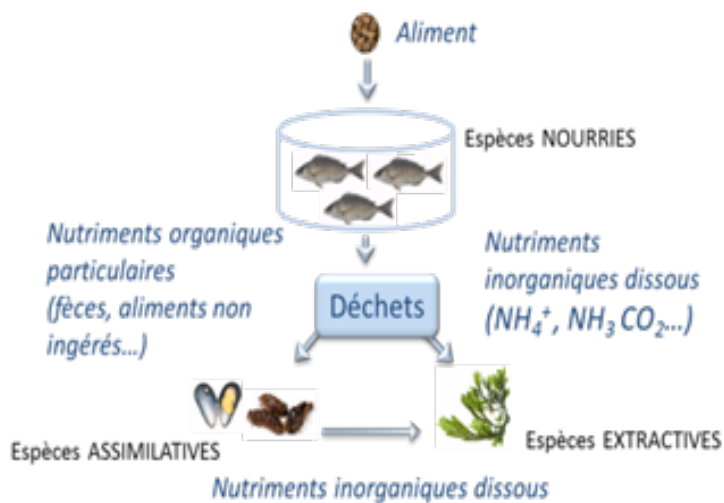 Aliment
Espèces NOURRIES
Nutriments organiques
particulaires
(fèces, aliments non
ingérés...)
Nutriments
inorganiques dissous
(NH₄⁺, NH₃ CO₂...)
Déchets
Espèces ASSIMILATIVES
Espèces EXTRACTIVES
Nutriments inorganiques dissous